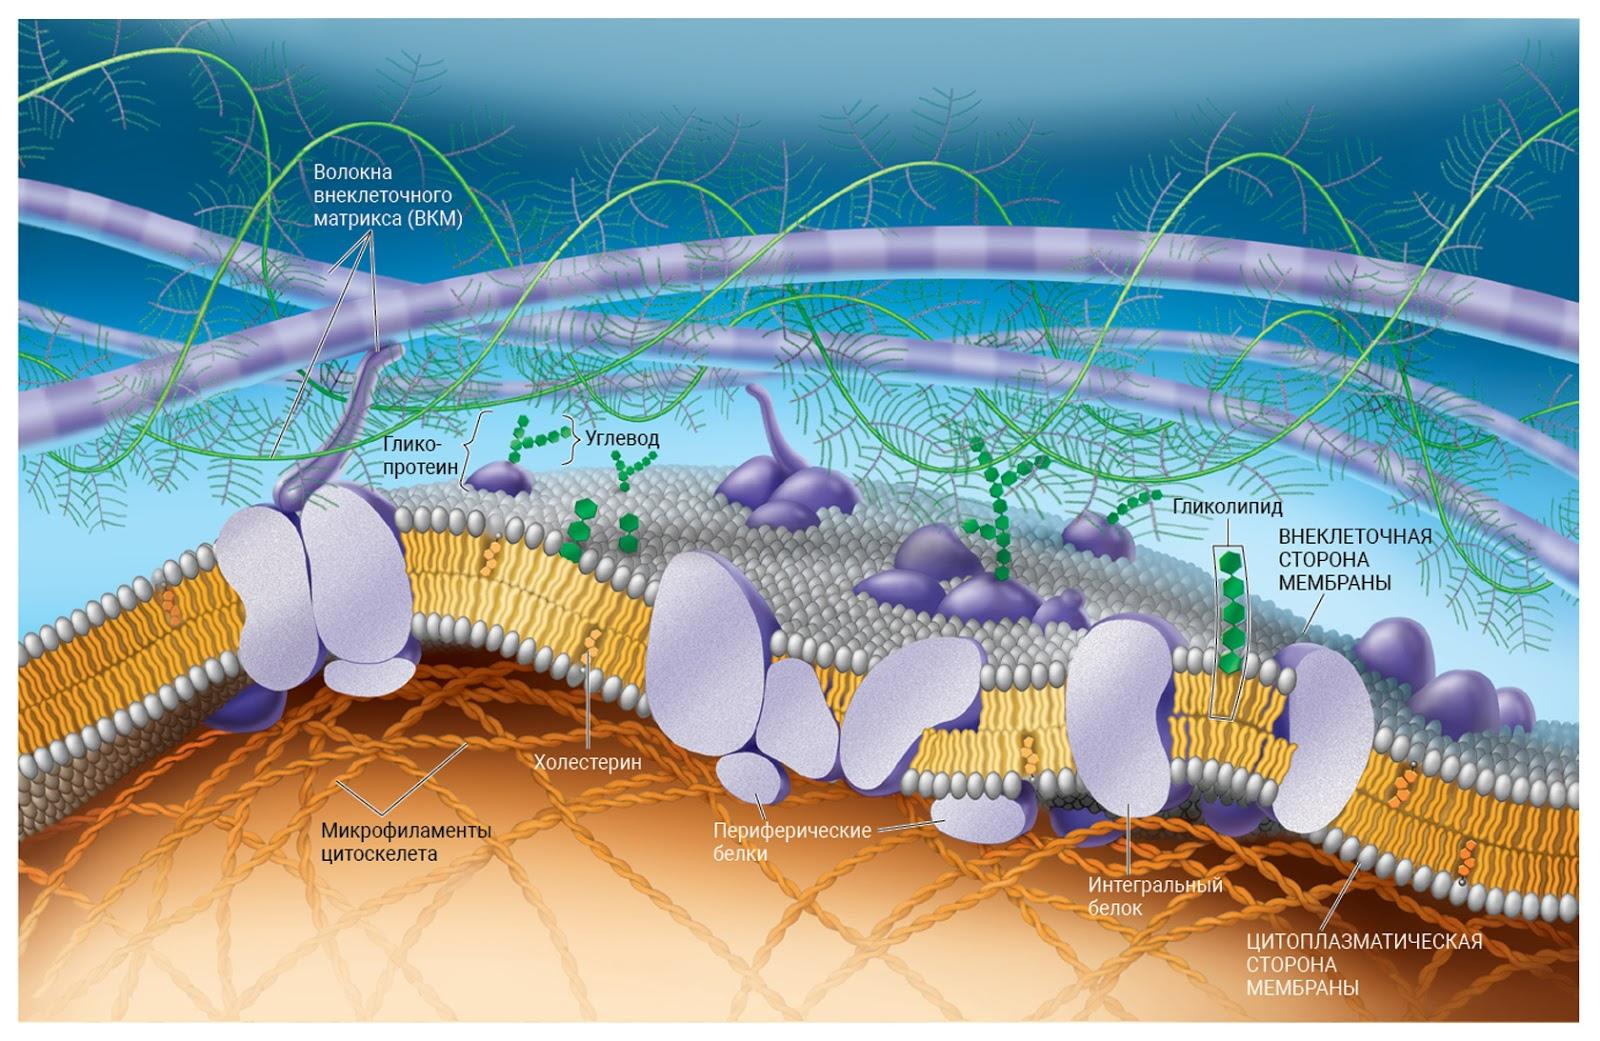 Волокна
внеклеточного
матрикса (ВКМ)
Глико-
протеин
Углевод
Гликолипид
ВНЕКЛЕТОЧНАЯ
СТОРОНА
МЕМБРАНЫ
Холестерин
Микрофиламенты
цитоскелета
Периферические
белки
Интегральный
белок
ЦИТОПЛАЗМАТИЧЕСКАЯ
СТОРОНА
МЕМБРАНЫ